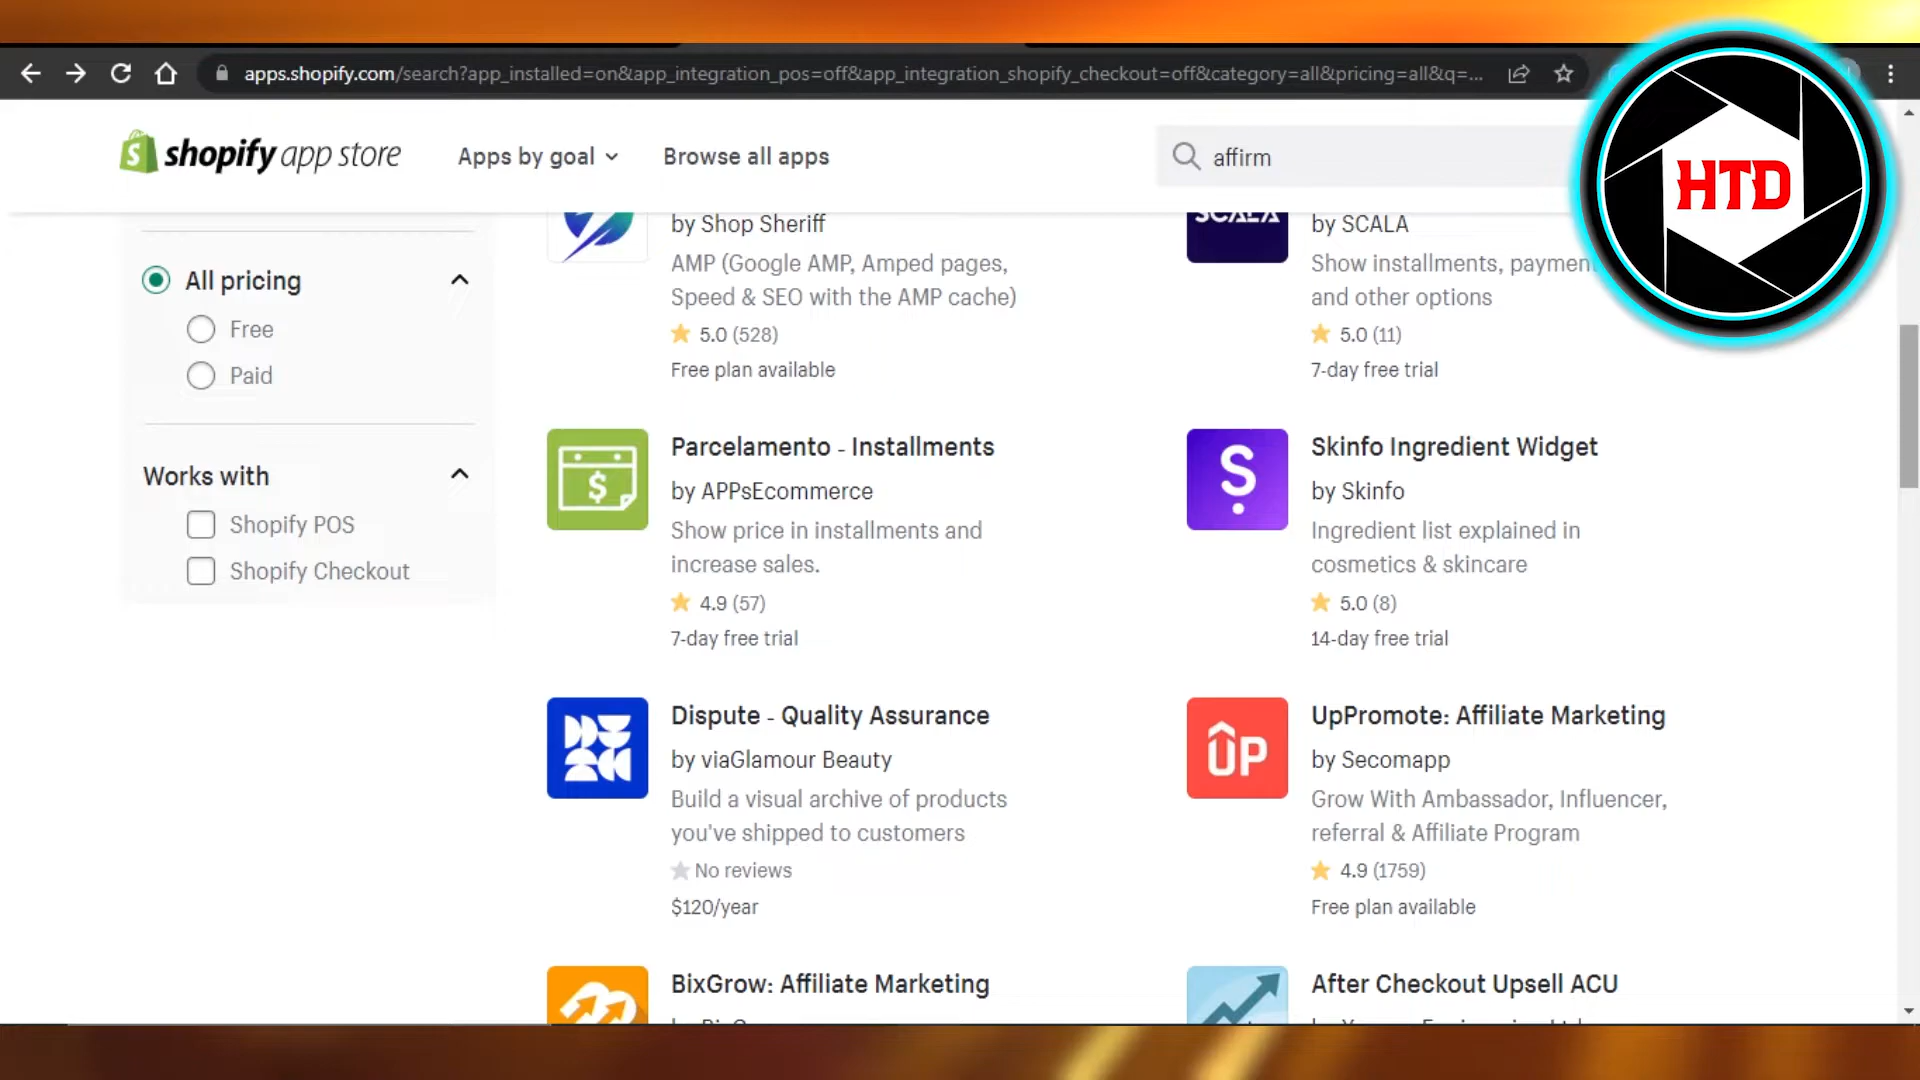 apps.shopify.com/search?app_installed=on&app_integration_pos=off&app_integration_shopify_checkout=off&category=all&pricing=all&q=...
shopify app store
Apps by goal
Browse all apps
affirm
HTD
All pricing
Free
Paid
Works with
Shopify POS
Shopify Checkout
by Shop Sheriff
AMP (Google AMP, Amped pages,
Speed & SEO with the AMP cache)
5.0 (528)
Free plan available
SCALA
by SCALA
Show installments, paymen
and other options
5.0 (11)
7-day free trial
Parcelamento - Installments
by APPsEcommerce
Show price in installments and
increase sales.
4.9 (57)
7-day free trial
Skinfo Ingredient Widget
by Skinfo
Ingredient list explained in
cosmetics & skincare
5.0 (8)
14-day free trial
Dispute - Quality Assurance
by viaGlamour Beauty
Build a visual archive of products
you've shipped to customers
No reviews
$120/year
UP
UpPromote: Affiliate Marketing
by Secomapp
Grow With Ambassador, Influencer,
referral & Affiliate Program
4.9 (1759)
Free plan available
BixGrow: Affiliate Marketing
After Checkout Upsell ACU